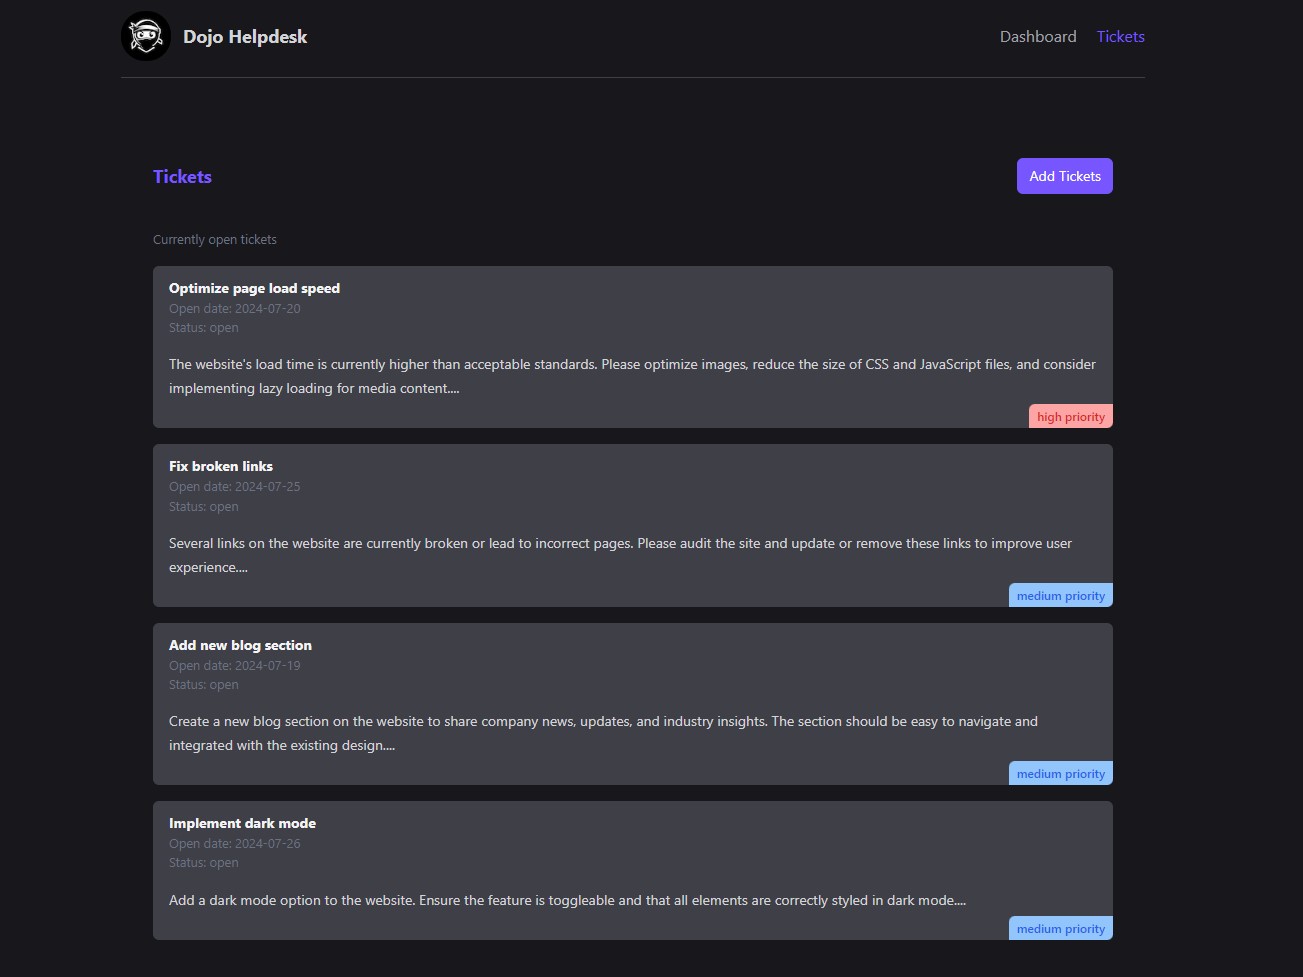 Dojo Helpdesk
Dashboard
Tickets
Tickets
Add Tickets
Currently open tickets
Optimize page load speed
Open date: 2024-07-20
Status: open
The website's load time is currently higher than acceptable standards. Please optimize images, reduce the size of CSS and JavaScript files, and consider
implementing lazy loading for media content....
high priority
Fix broken links
Open date: 2024-07-25
Status: open
Several links on the website are currently broken or lead to incorrect pages. Please audit the site and update or remove these links to improve user
experience....
medium priority
Add new blog section
Open date: 2024-07-19
Status: open
Create a new blog section on the website to share company news, updates, and industry insights. The section should be easy to navigate and
integrated with the existing design....
medium priority
Implement dark mode
Open date: 2024-07-26
Status: open
Add a dark mode option to the website. Ensure the feature is toggleable and that all elements are correctly styled in dark mode....
medium priority